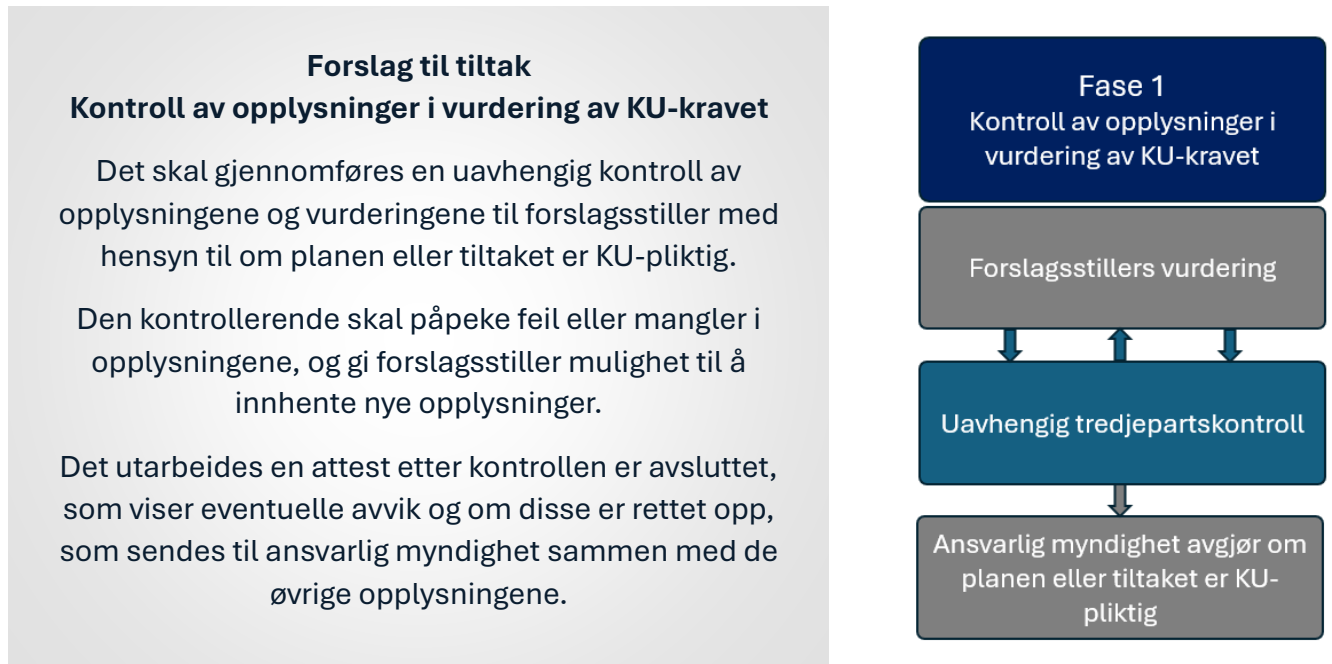 Forslag til tiltak
Kontroll av opplysninger i vurdering av KU-kravet
Det skal gjennomføres en uavhengig kontroll av
opplysningene og vurderingene til forslagsstiller med
hensyn til om planen eller tiltaket er KU-pliktig.
Den kontrollerende skal påpeke feil eller mangler i
opplysningene, og gi forslagsstiller mulighet til å
innhente nye opplysninger.
Det utarbeides en attest etter kontrollen er avsluttet,
som viser eventuelle avvik og om disse er rettet opp,
som sendes til ansvarlig myndighet sammen med de
øvrige opplysningene.
Fase 1
Kontroll av opplysninger i
vurdering av KU-kravet
Forslagsstillers vurdering
Uavhengig tredjepartskontroll
Ansvarlig myndighet avgjør om
planen eller tiltaket er KU-
pliktig